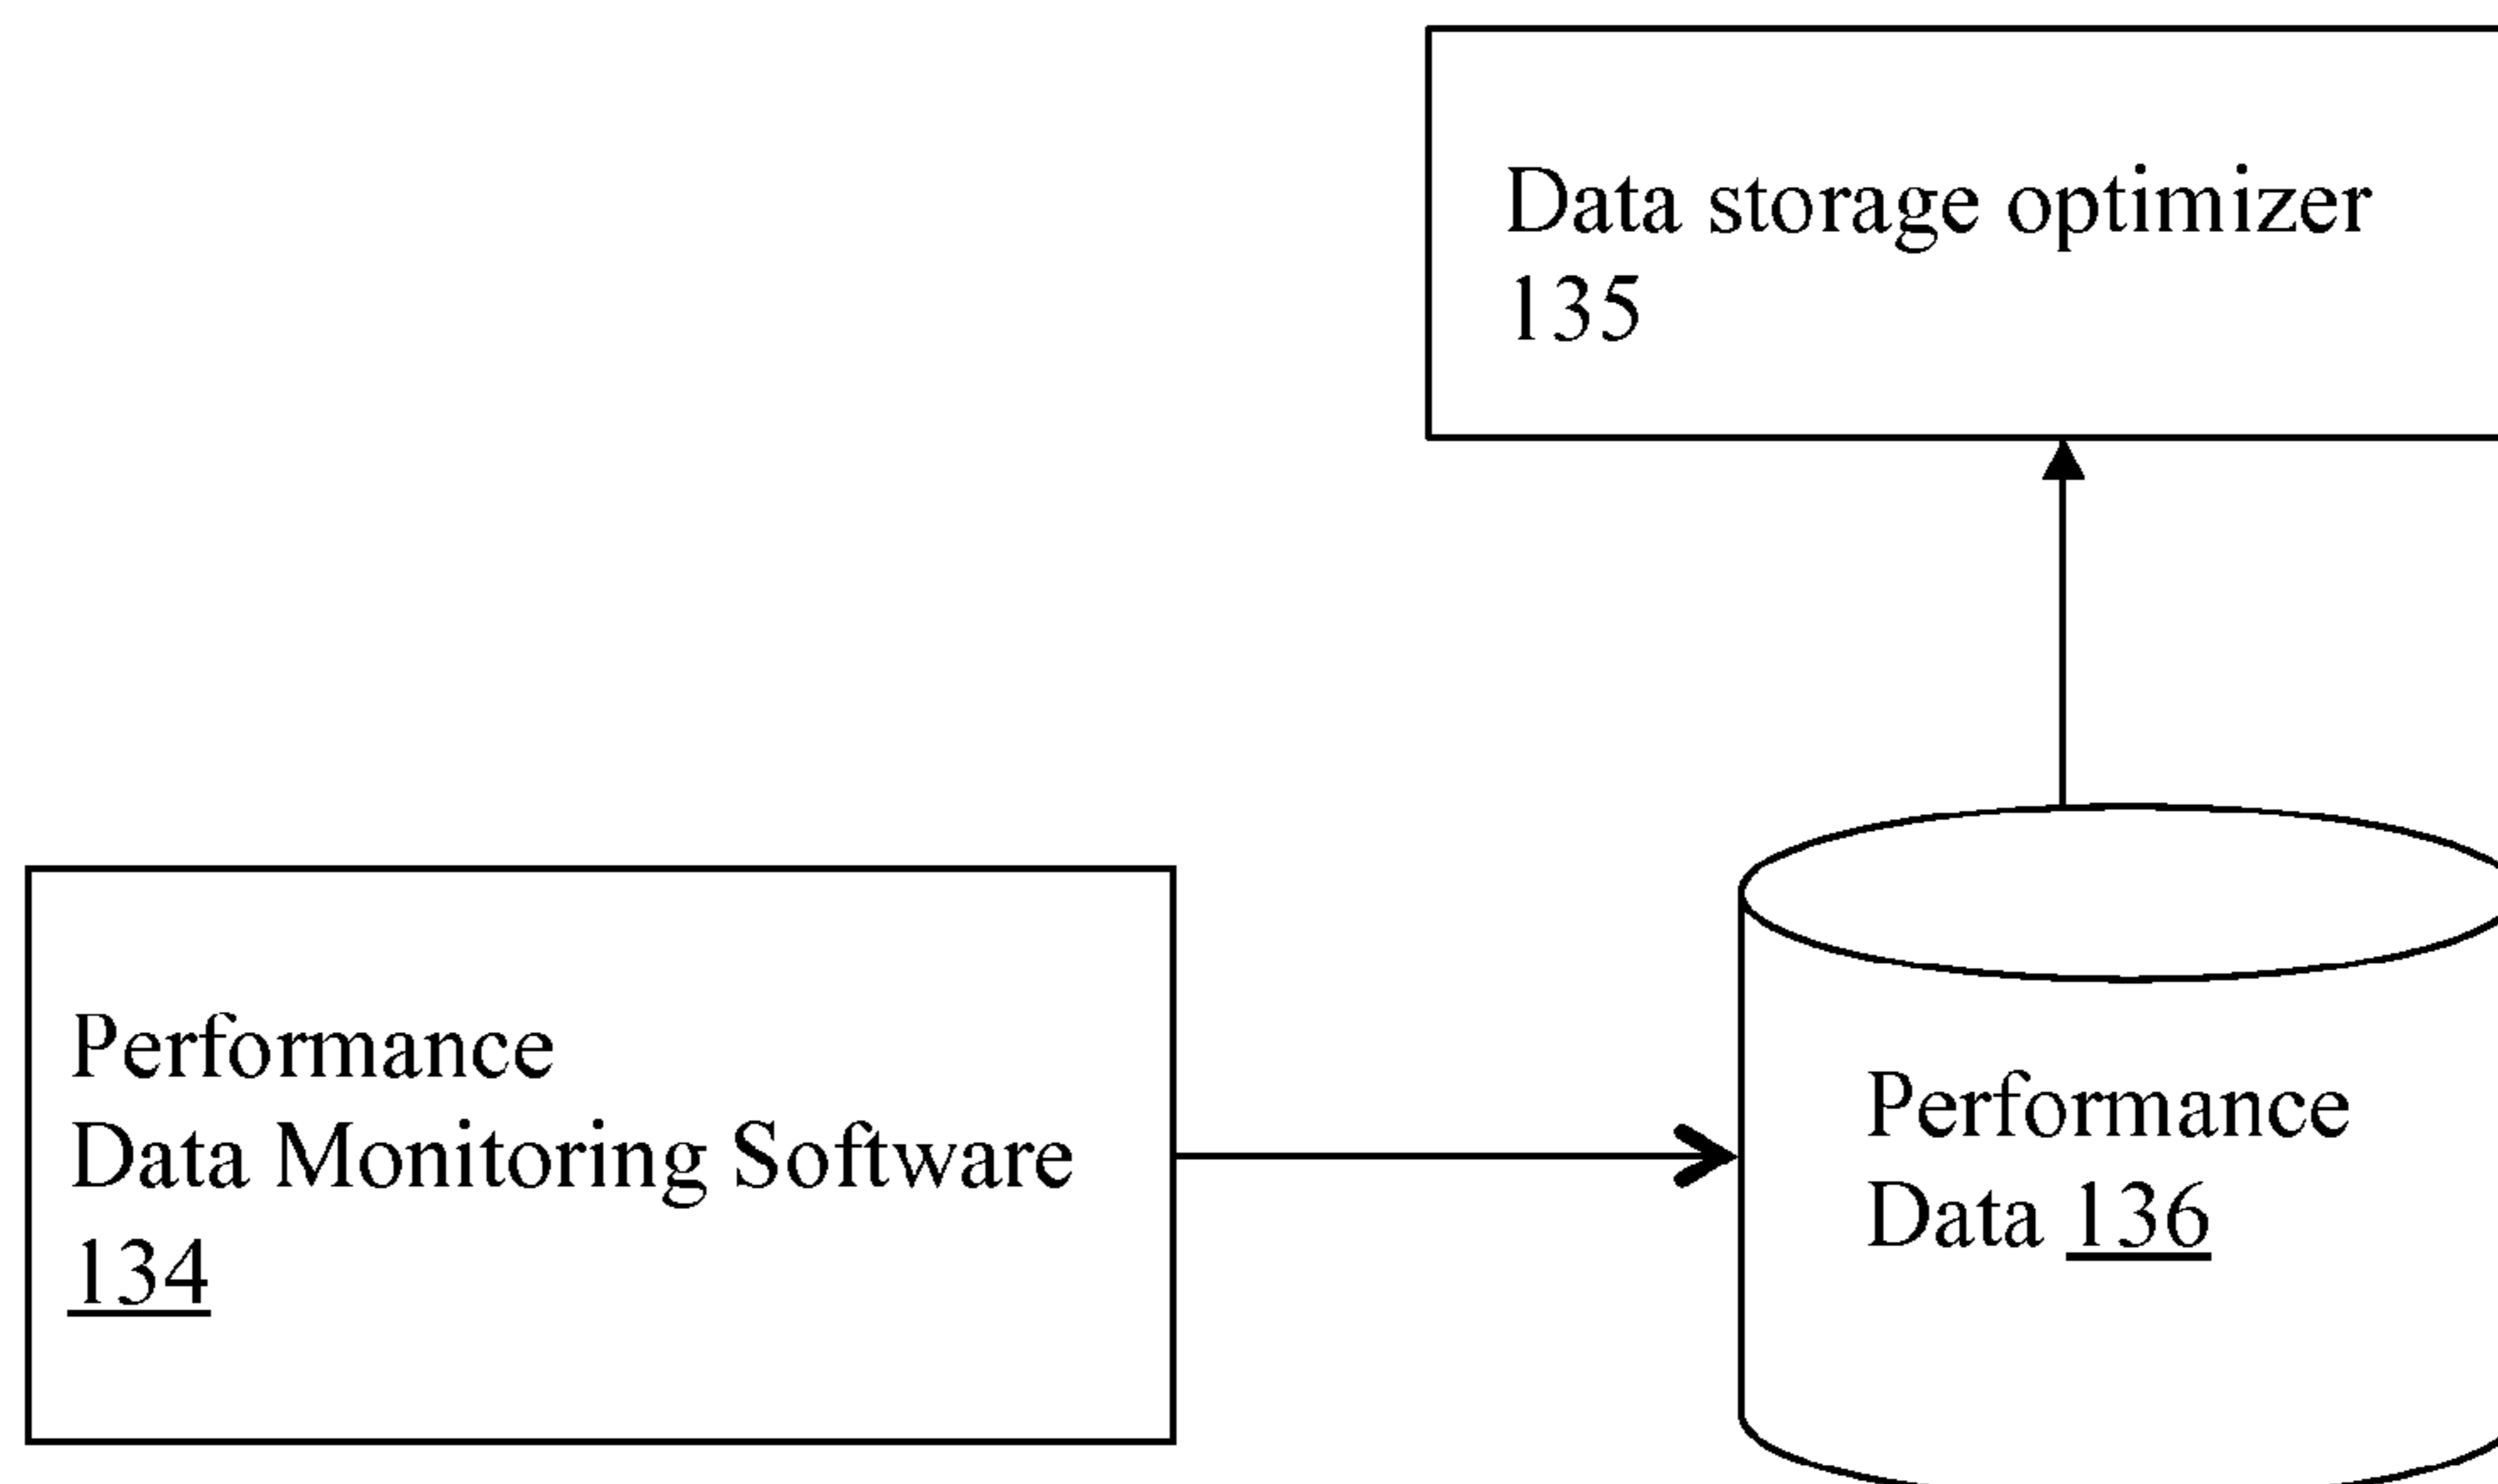 Data storage optimizer
135
Performance
Data Monitoring Software
134
Performance
Data 136